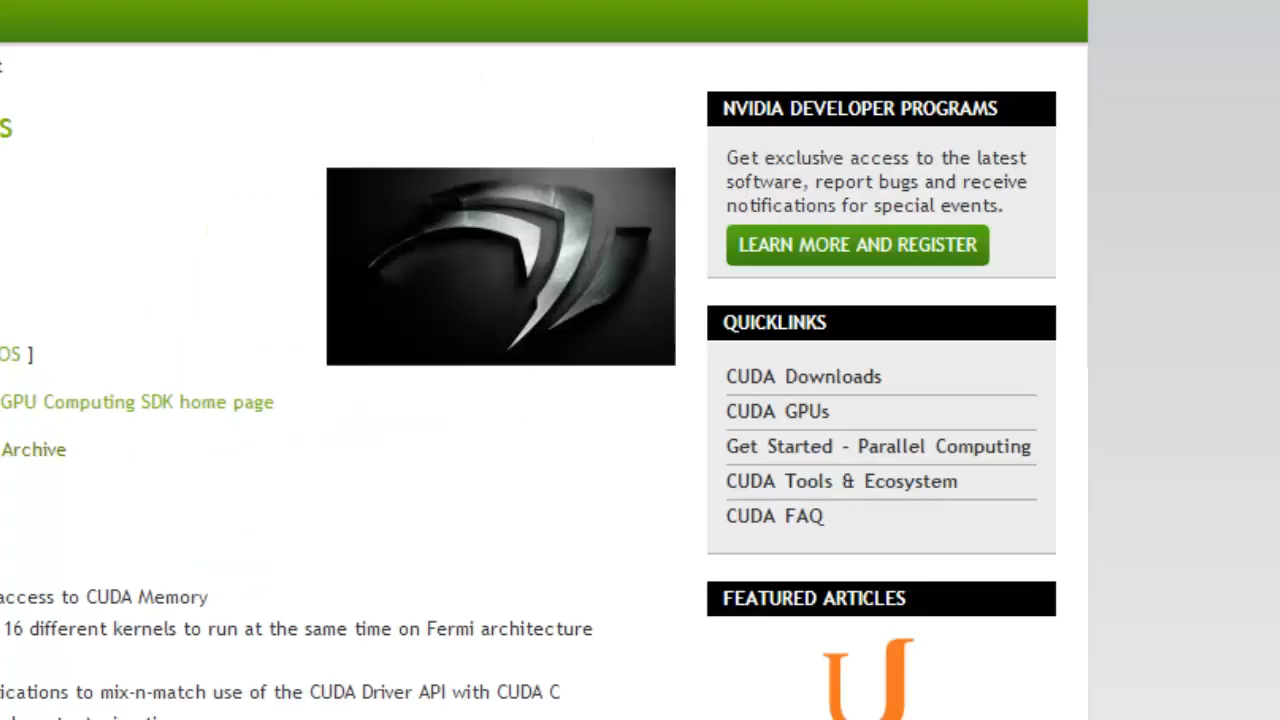 NVIDIA DEVELOPER PROGRAMS
Get exclusive access to the latest
software, report bugs and receive
notifications for special events.
LEARN MORE AND REGISTER
OS ]
GPU Computing SDK home page
Archive
QUICKLINKS
CUDA Downloads
CUDA GPUs
Get Started - Parallel Computing
CUDA Tools & Ecosystem
CUDA FAQ
access to CUDA Memory
16 different kernels to run at the same time on Fermi architecture
ications to mix-n-match use of the CUDA Driver API with CUDA C
FEATURED ARTICLES